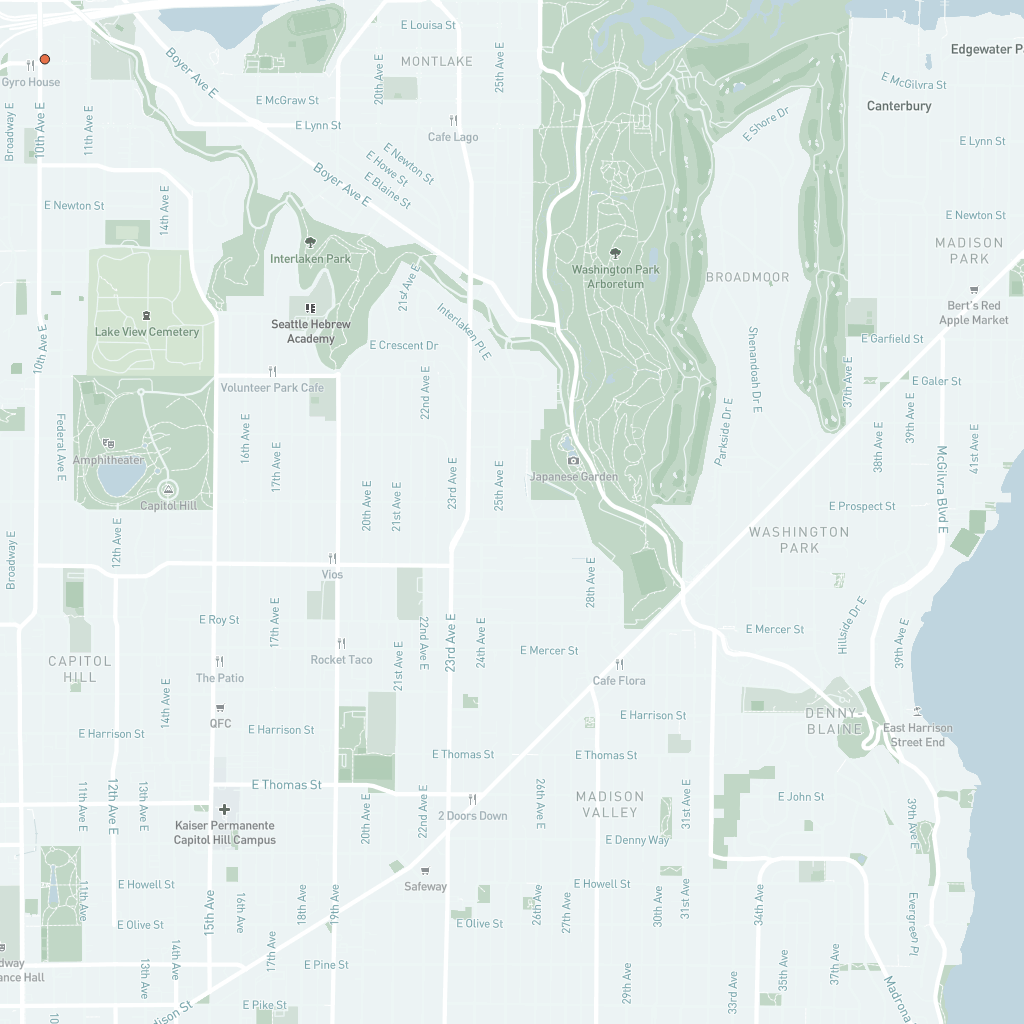 E Louisa St
Edgewater
MONTLAKE
Boyer Ave E
20th Ave E
25th Ave E
Gyro House
E McGilvra St
E McGraw St
Canterbury
E Lynn St
E Shore Dr
Broadway E
10th Ave E
11th Ave E
Cafe Lago
E Lynn St
E Newton St
E Howe St
E Blaine St
Boyer Ave E
14th Ave E
E Newton St
E Newton St
MADISON
PARK
Interlaken Park
Washington Park
Arboretum
BROADMOOR
21st Ave E
Bert's Red
Apple Market
Lake View Cemetery
Seattle Hebrew
Academy
Interlaken Pl E
E Crescent Dr
E Garfield St
10th Ave E
Shenandoah Dr E
37th Ave E
E Galer St
Volunteer Park Cafe
22nd Ave E
39th Ave E
Parkside Dr E
Federal Ave E
16th Ave E
38th Ave E
41st Ave E
Amphitheater
17th Ave E
23rd Ave E
25th Ave E
Japanese Garden
McGilvra Blvd E
Capitol Hill
20th Ave E
21st Ave E
E Prospect St
12th Ave E
WASHINGTON
PARK
Broadway E
Vios
28th Ave E
E Roy St
17th Ave E
22nd Ave E
23rd Ave E
24th Ave E
E Mercer St
Hillside Dr E
39th Ave E
CAPITOL
HILL
Rocket Taco
21st Ave E
E Mercer St
The Patio
Cafe Flora
14th Ave E
QFC
E Harrison St
E Harrison St
E Harrison St
DENNY-
BLAINE
East Harrison
Street End
E Thomas St
E Thomas St
E Thomas St
11th Ave E
12th Ave E
13th Ave E
20th Ave E
22nd Ave E
2 Doors Down
26th Ave E
MADISON
VALLEY
31st Ave E
E John St
Kaiser Permanente
Capitol Hill Campus
E Denny Way
39th Ave E
E Howell St
Safeway
E Howell St
11th Ave
15th Ave
16th Ave
18th Ave
19th Ave
E Olive St
E Olive St
26th Ave
27th Ave
30th Ave
31st Ave
34th Ave
Evergreen Pl
14th Ave
13th Ave
17th Ave
E Pine St
29th Ave
33rd Ave
35th Ave
37th Ave
E Pike St
Madrona